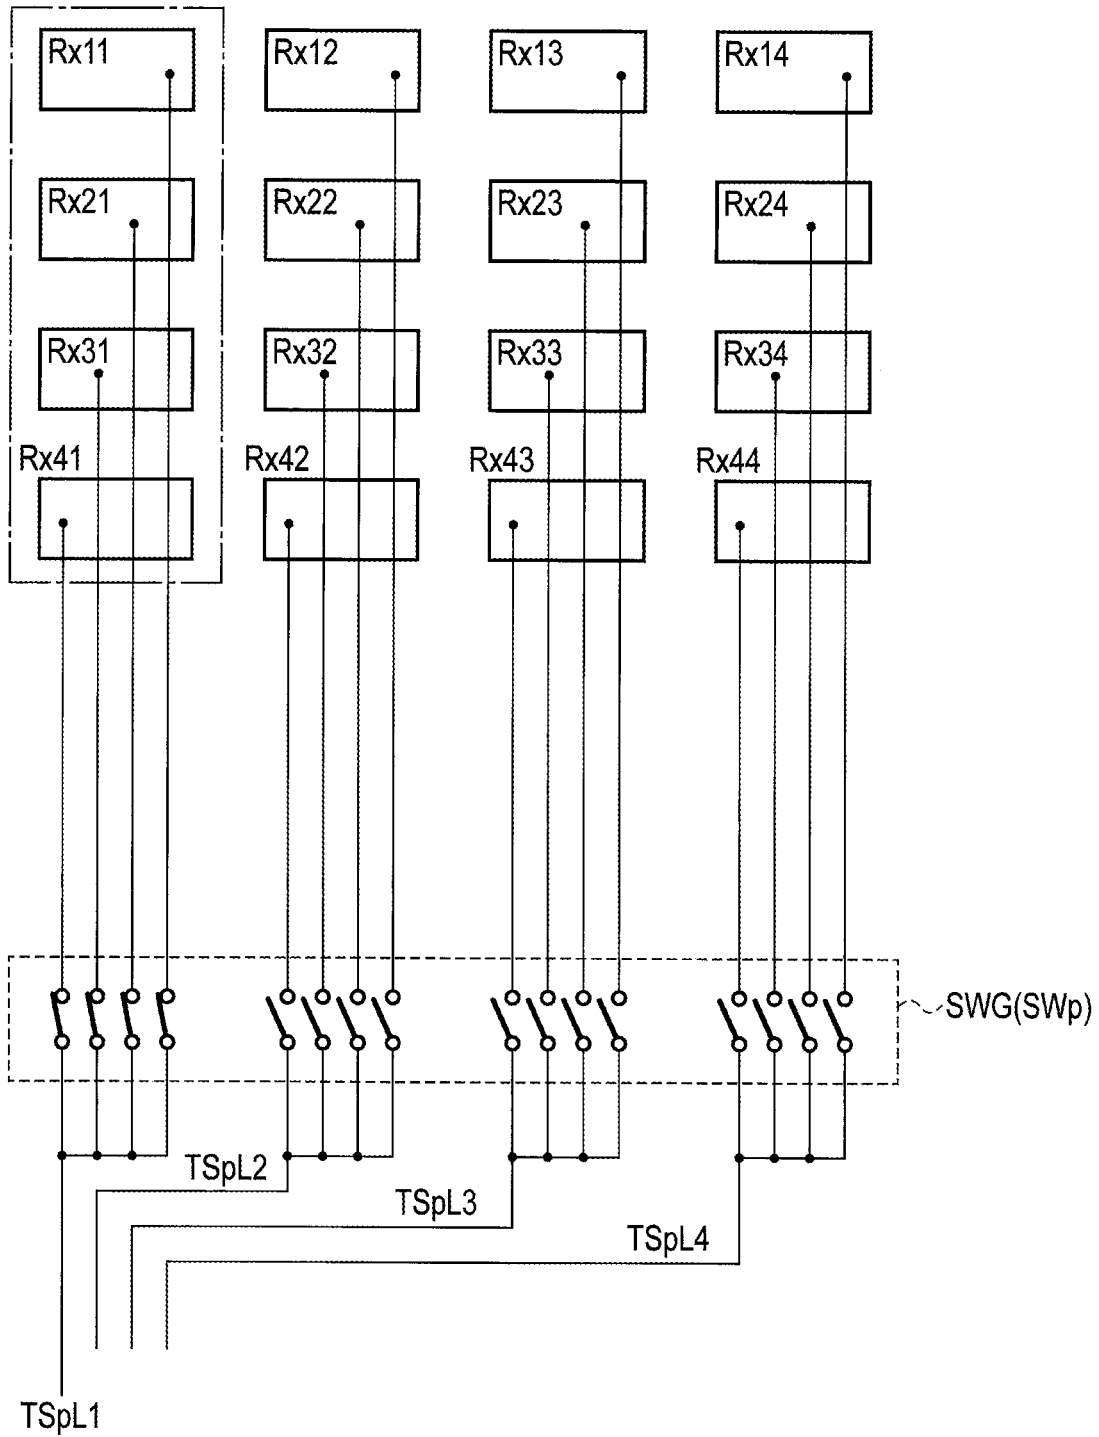 Rx11
Rx12
Rx13
Rx14
Rx21
Rx22
Rx23
Rx24
Rx31
Rx32
Rx33
Rx34
Rx41
Rx42
Rx43
Rx44
SWG(SWp)
TSpL2
TSpL3
TSpL4
TSpL1